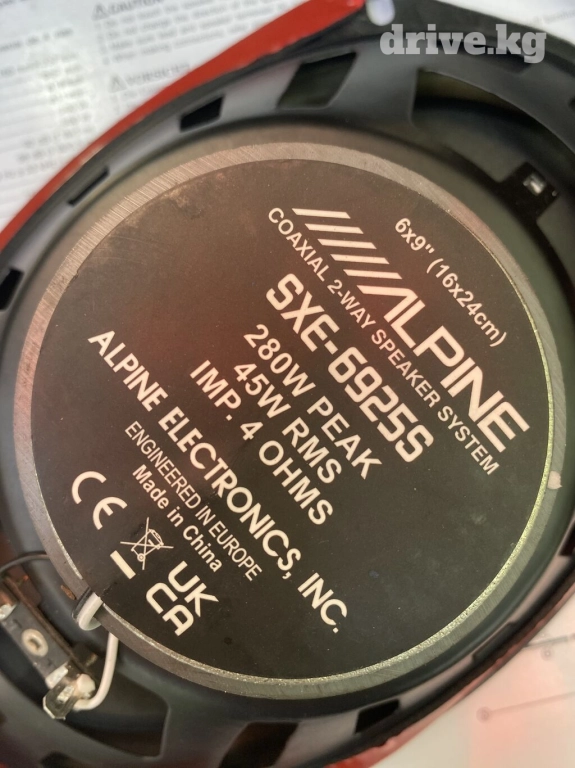 drive.kg
6x9" (16x24cm)
ALPINE
COAXIAL 2-WAY SPEAKER SYSTEM
SXE-6925S
280W PEAK
45W RMS
IMP. 4 OHMS
ALPINE ELECTRONICS, INC.
ENGINEERED IN EUROPE
Made in China
CE
UK
CA